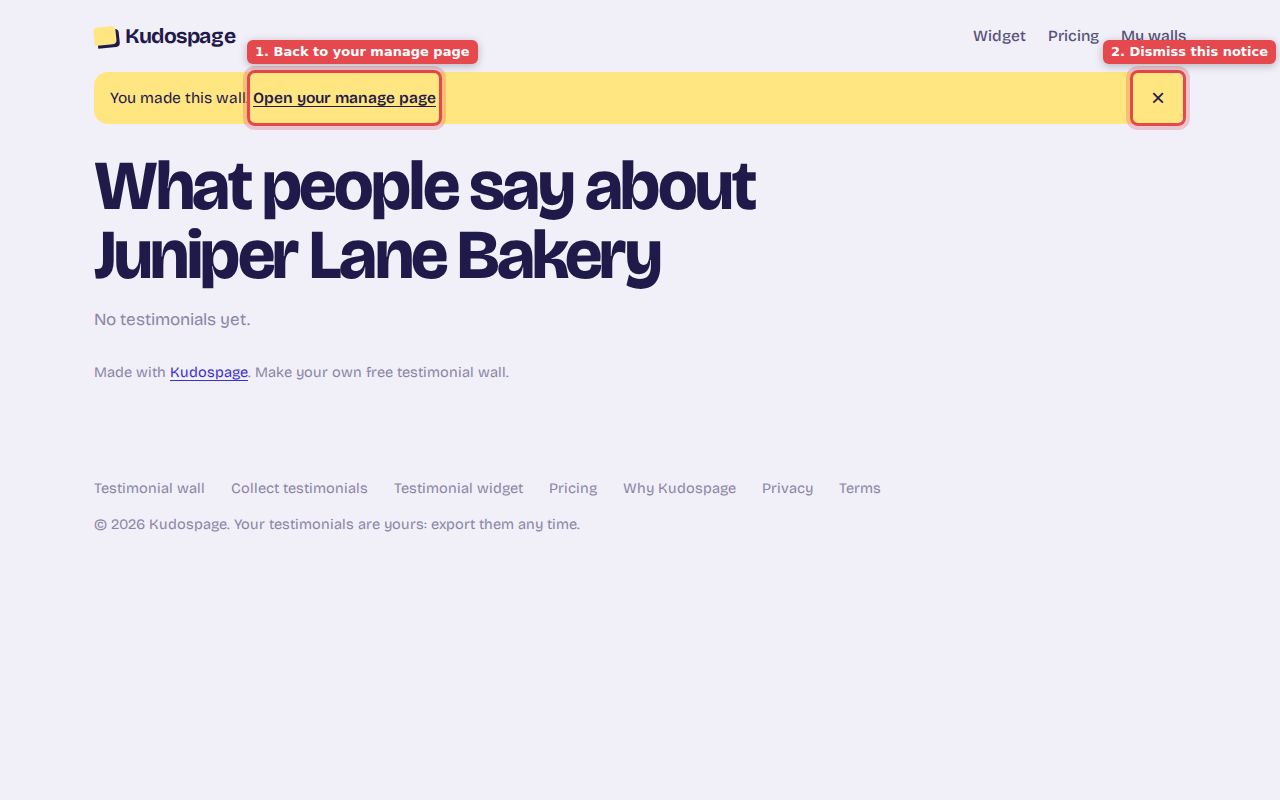 Kudospage
Widget Pricing My walls
1. Back to your manage page
2. Dismiss this notice
You made this wall. Open your manage page ×
What people say about
Juniper Lane Bakery
No testimonials yet.
Made with Kudospage. Make your own free testimonial wall.
Testimonial wall Collect testimonials Testimonial widget Pricing Why Kudospage Privacy Terms
© 2026 Kudospage. Your testimonials are yours: export them any time.